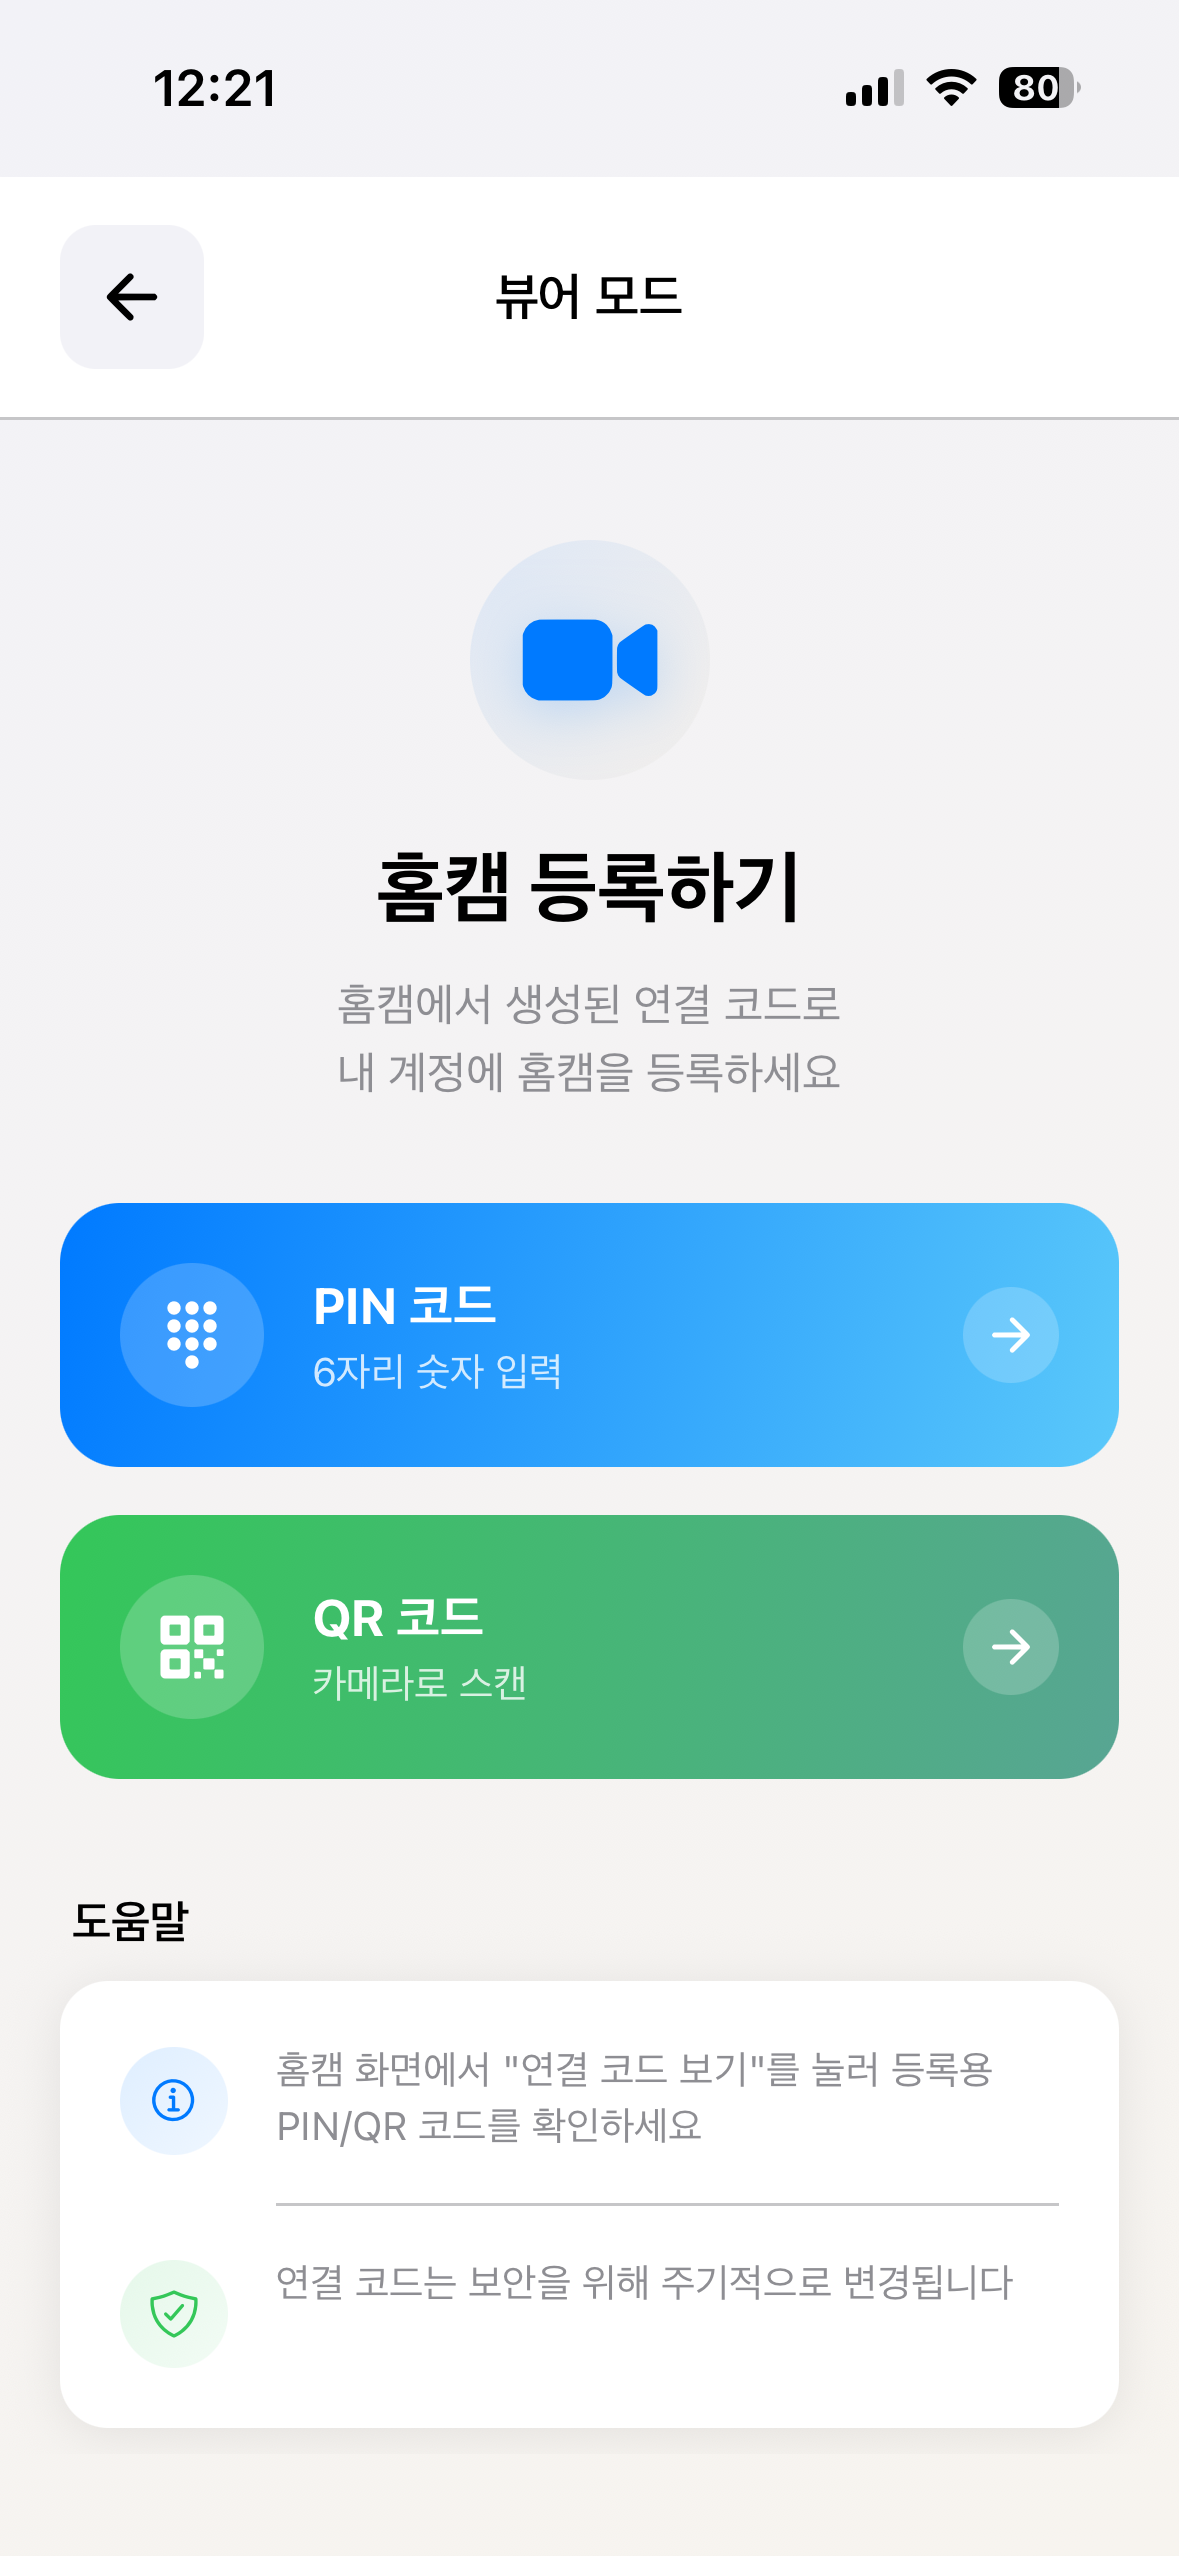 12:21
80
뷰어 모드
홈캠 등록하기
홈캠에서 생성된 연결 코드로
내 계정에 홈캠을 등록하세요
PIN 코드
6자리 숫자 입력
QR 코드
카메라로 스캔
도움말
홈캠 화면에서 "연결 코드 보기"를 눌러 등록용
PIN/QR 코드를 확인하세요
연결 코드는 보안을 위해 주기적으로 변경됩니다